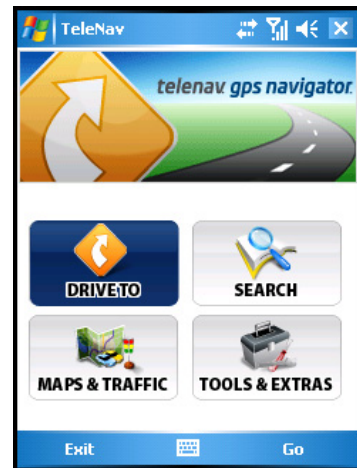 TeleNav
telenav gps navigator
DRIVE TO
SEARCH
MAPS & TRAFFIC
TOOLS & EXTRAS
Exit
Go